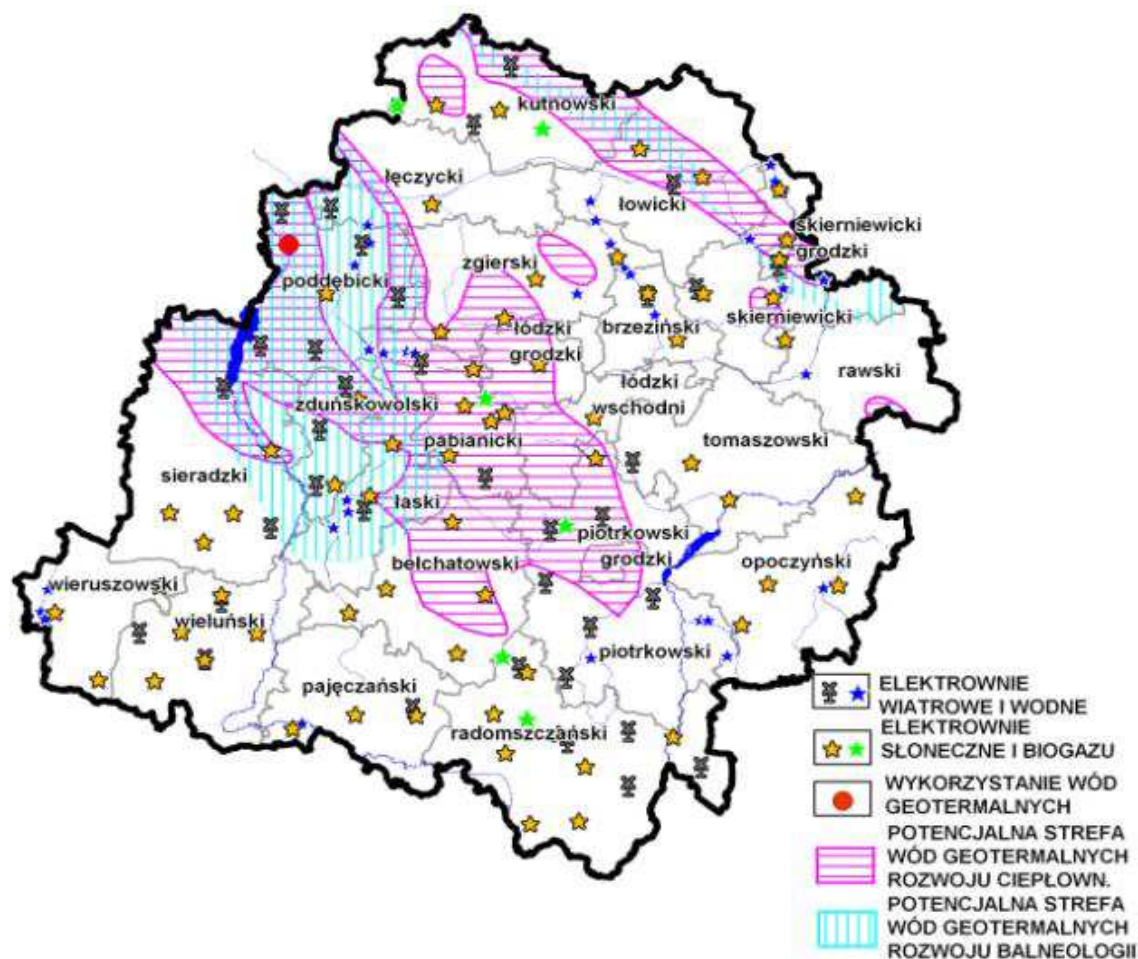 kutnowski
łęczycki
łowicki
skierniewicki
grodzki
zgierski
poddębicki
łódzki
grodzki
brzeziński
skierniewicki
rawski
łódzki
wschodni
zduńskowolski
pabianicki
tomaszowski
sieradzki
łaski
piotrkowski
grodzki
bełchatowski
opoczyński
wieruszowski
wieluński
piotrkowski
pajęczański
radomszczański
ELEKTROWNIE
WIATROWE I WODNE
ELEKTROWNIE
SŁONECZNE I BIOGAZU
WYKORZYSTANIE WÓD
GEOTERMALNYCH
POTENCJALNA STREFA
WÓD GEOTERMALNYCH
ROZWOJU CIEPŁOWN.
POTENCJALNA STREFA
WÓD GEOTERMALNYCH
ROZWOJU BALNEOLOGII